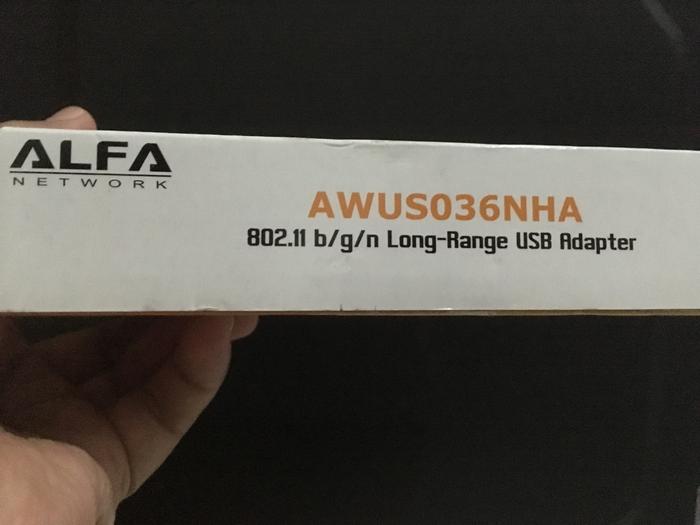 ALFA
NETWORK
AWUS036NHA
802.11 b/g/n Long-Range USB Adapter